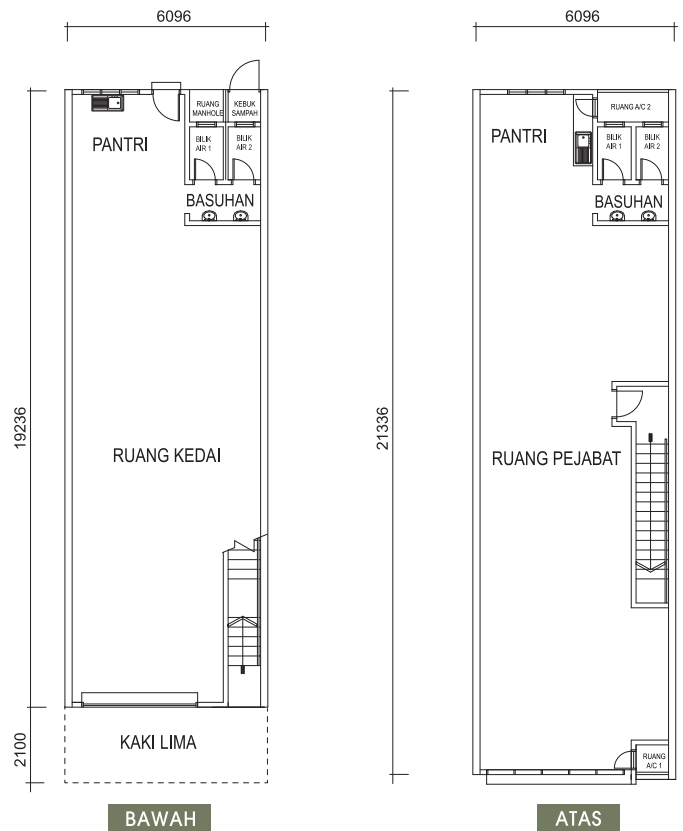 6096
19236
2100
RUANG
MANHOLE
KEBUK
SAMPAH
PANTRI
BILIK
AIR 1
BILIK
AIR 2
BASUHAN
RUANG KEDAI
KAKI LIMA
BAWAH
6096
21336
RUANG A/C 2
PANTRI
BILIK
AIR 1
BILIK
AIR 2
BASUHAN
RUANG PEJABAT
RUANG
A/C 1
ATAS